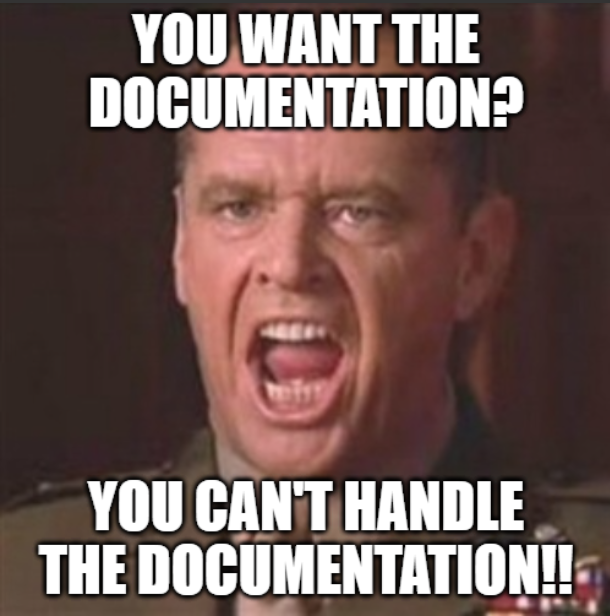 YOU WANT THE
DOCUMENTATION?
YOU CAN'T HANDLE
THE DOCUMENTATION!!